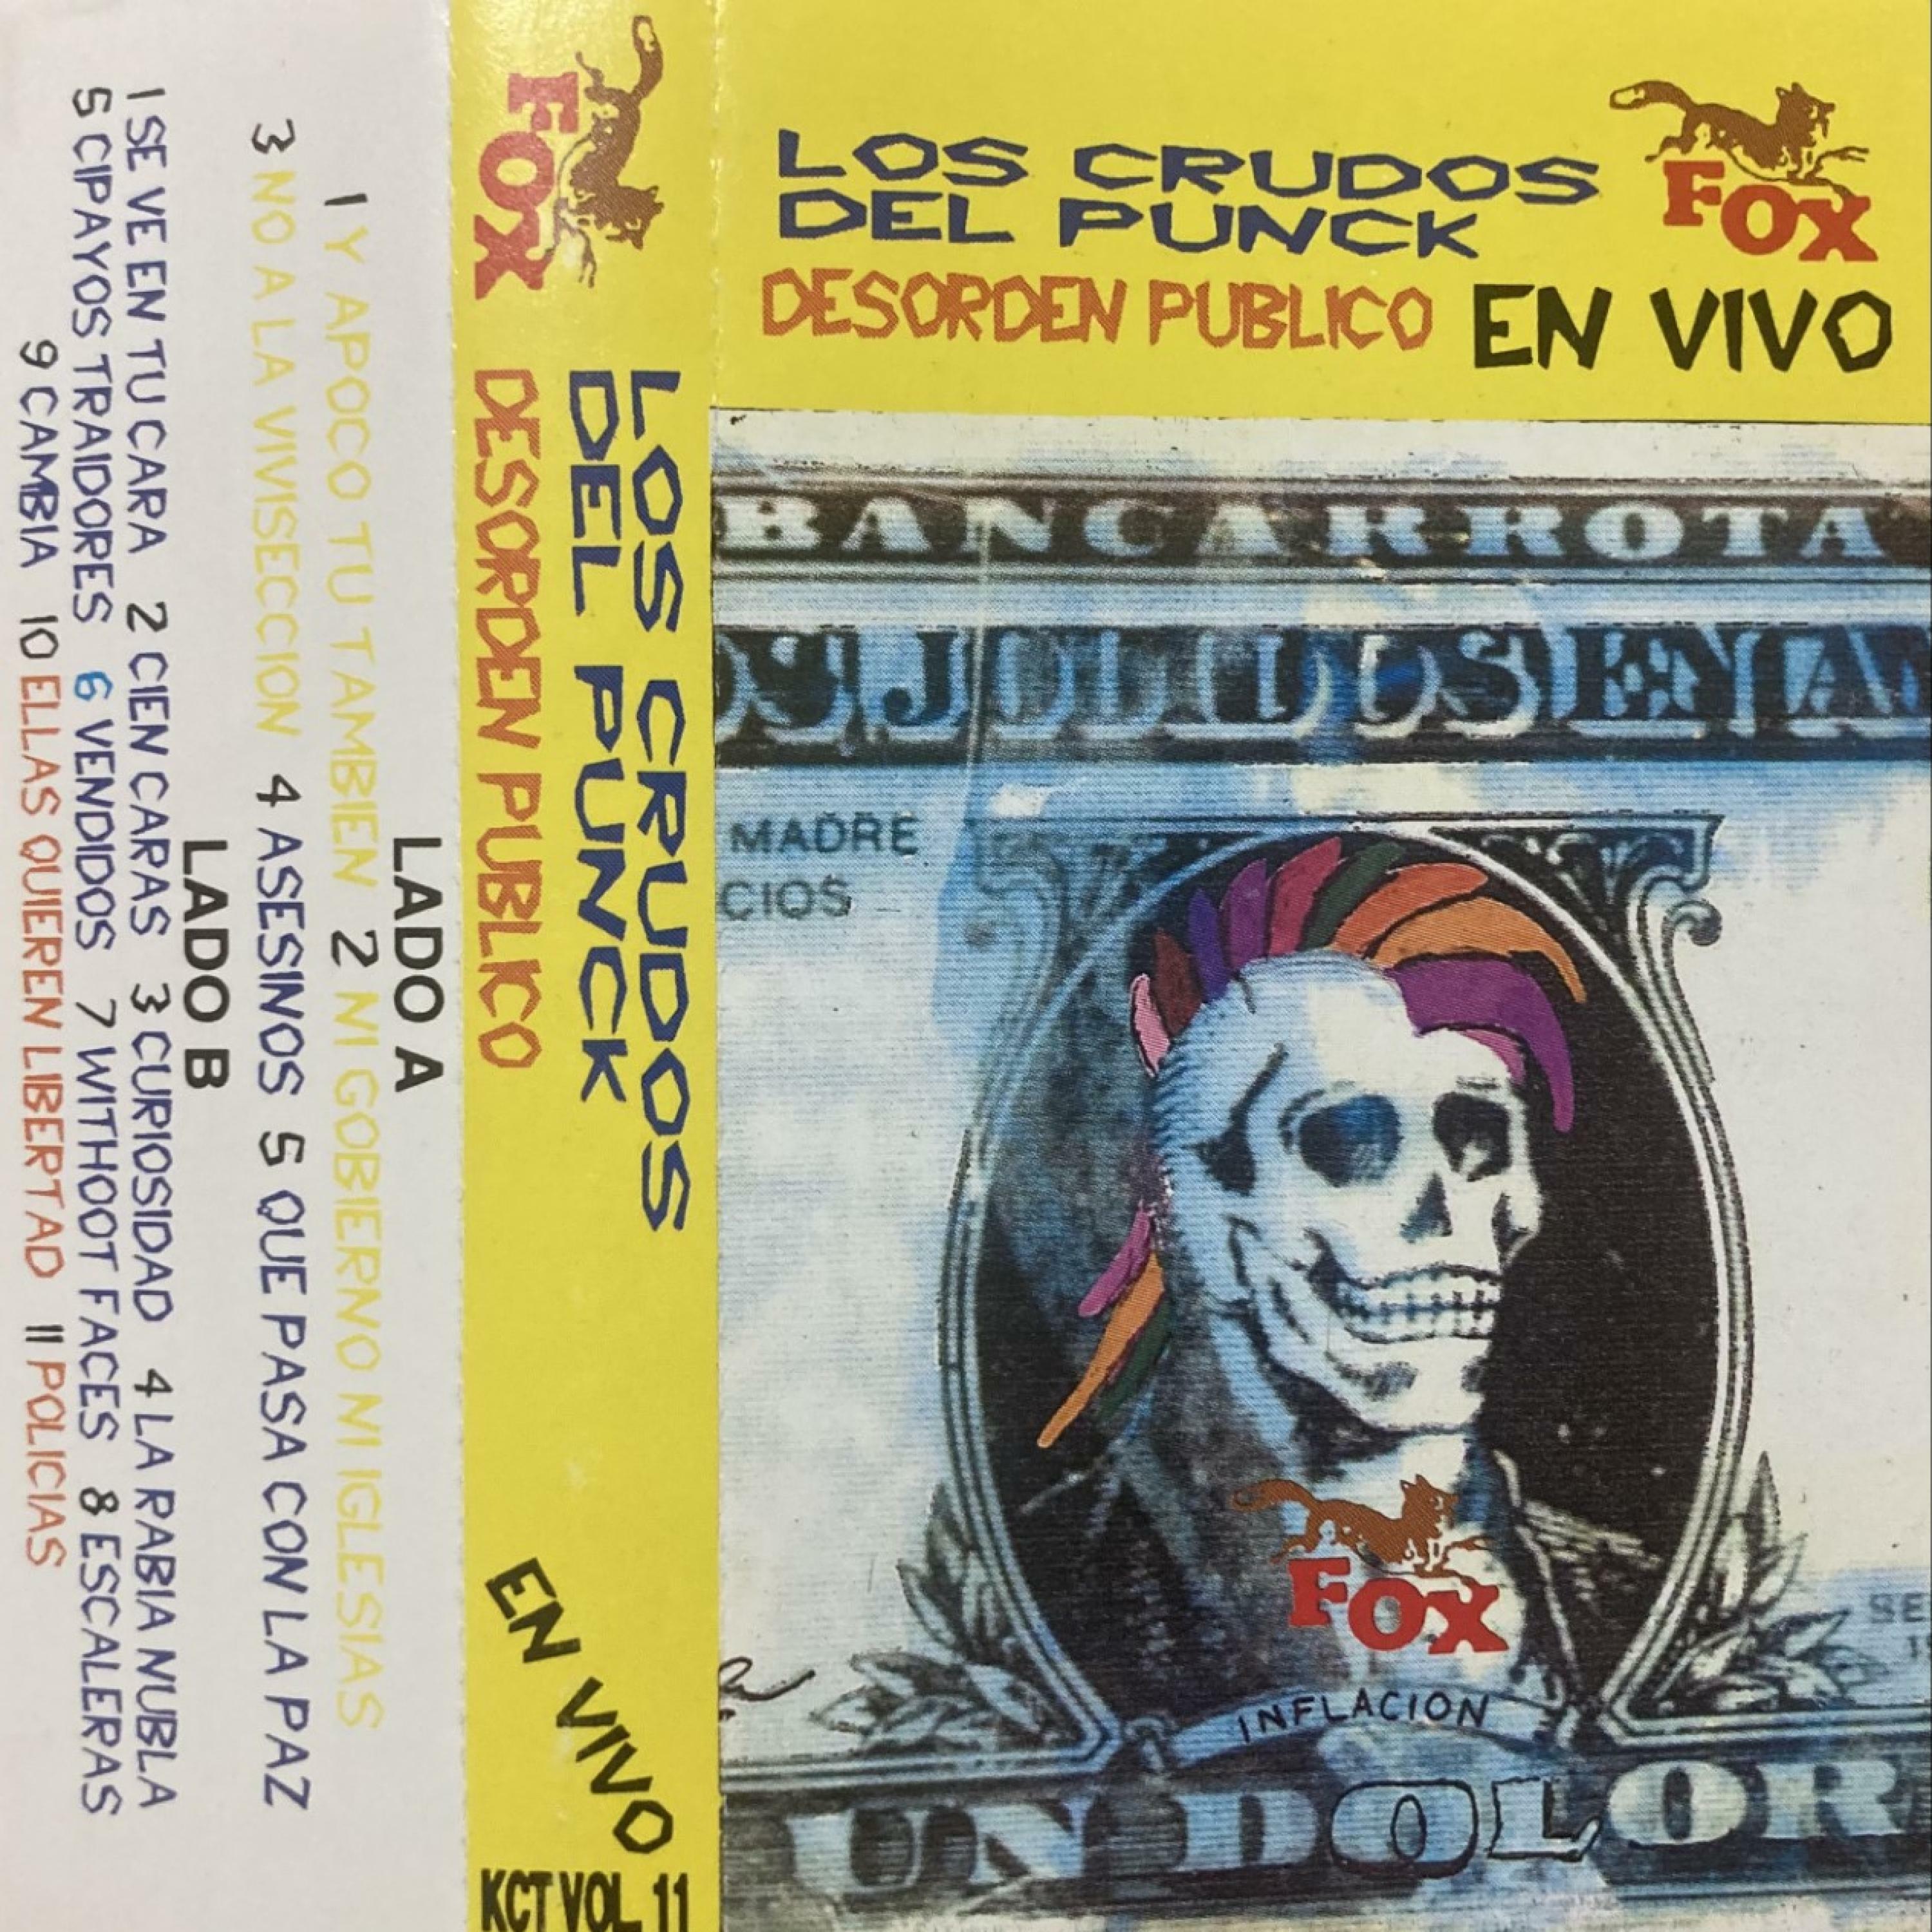 LOS CRUDOS
DEL PUNCK
FOX
DESORDEN PUBLICO EN VIVO
BANCARROTA
MADRE
CIOS
FOX
INFLACION
UN DOLOR
FOX
LOS CRUDOS
DEL PUNCK
DESORDEN PUBLICO
EN VIVO
KCT VOL 11
LADO A
1 Y APOCO TU TAMBIEN 2 NI GOBIERNO NI IGLESIAS
3 NO A LA VIVISECCION 4 ASESINOS 5 QUE PASA CON LA PAZ
LADO B
1 SE VE EN TU CARA 2 CIEN CARAS 3 CURIOSIDAD 4 LA RABIA NUBLA
5 CIPAYOS TRAIDORES 6 VENDIDOS 7 WITHOOT FACES 8 ESCALERAS
9 CAMBIA 10 ELLAS QUIEREN LIBERTAD 11 POLICIAS